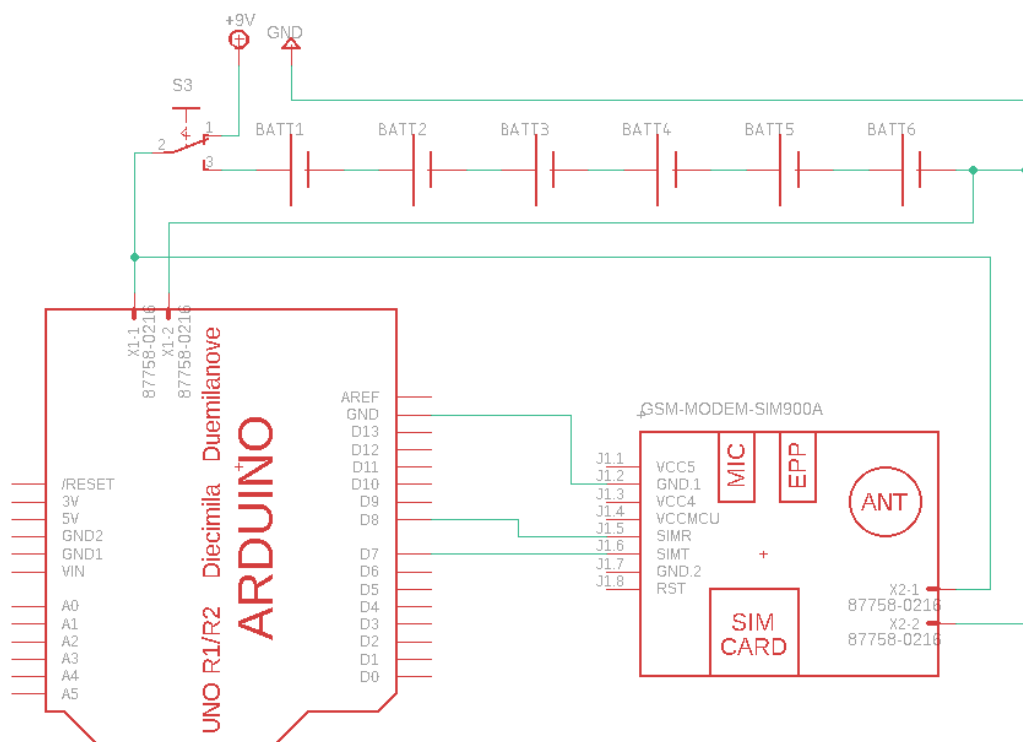 +9V
GND
S3
1
2
3
BATT1
BATT2
BATT3
BATT4
BATT5
BATT6
X1-1
87758-0216
X1-2
87758-0216
UNO R1/R2 Diecimila Duemilanove
ARDUINO
/RESET
3V
5V
GND2
GND1
VIN
A0
A1
A2
A3
A4
A5
AREF
GND
D13
D12
D11
D10
D9
D8
D7
D6
D5
D4
D3
D2
D1
D0
GSM-MODEM-SIM900A
J1.1 VCC5
J1.2 GND.1
J1.3 VCC4
J1.4 VCCMCU
J1.5 SIMR
J1.6 SIMT
J1.7 GND.2
J1.8 RST
MIC
EPP
ANT
SIM
CARD
X2-1
87758-0216
X2-2
87758-0216